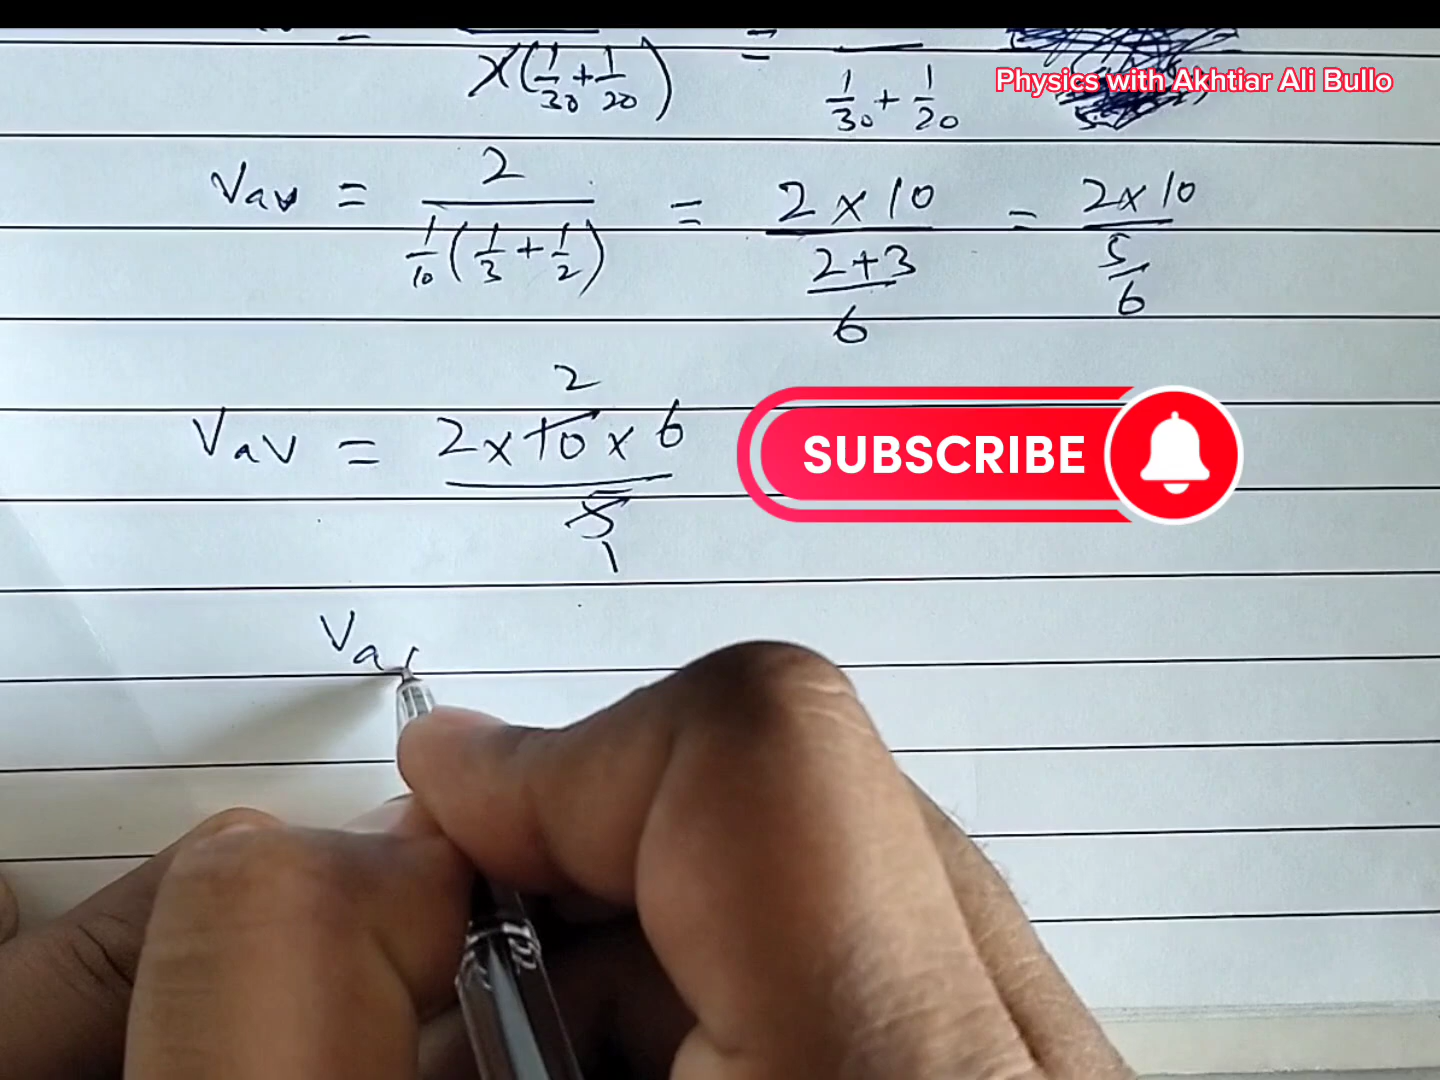 = x(1/30 + 1/20) = 1/30 + 1/20
Physics with Akhtiar Ali Bullo
Vav = 2 / 1/10(1/3 + 1/2) = 2 x 10 / 2+3 / 6 = 2 x 10 / 5/6
2
Vav = 2 x 10 x 6 / 5
1
SUBSCRIBE
Va